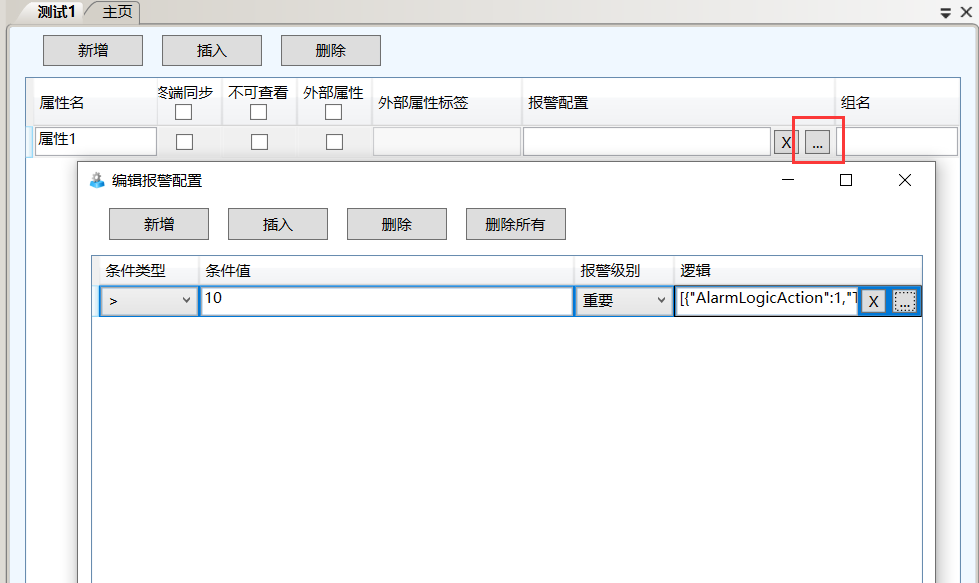 测试1 主页
新增 插入 删除
属性名 终端同步 不可查看 外部属性 外部属性标签 报警配置 组名
属性1 X ...
编辑报警配置
新增 插入 删除 删除所有
条件类型 条件值 报警级别 逻辑
> 10 重要 [{"AlarmLogicAction":1,"T X ...